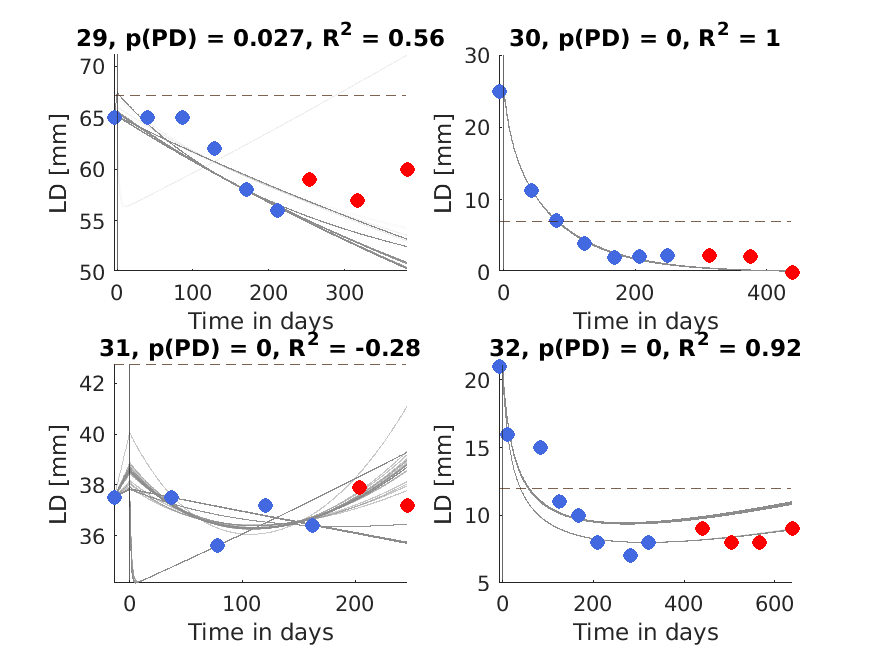 29, p(PD) = 0.027, R² = 0.56
70
65
60
55
50
LD [mm]
0 100 200 300
Time in days
30, p(PD) = 0, R² = 1
30
20
10
0
LD [mm]
0 200 400
Time in days
31, p(PD) = 0, R² = -0.28
42
40
38
36
LD [mm]
0 100 200
Time in days
32, p(PD) = 0, R² = 0.92
20
15
10
5
LD [mm]
0 200 400 600
Time in days